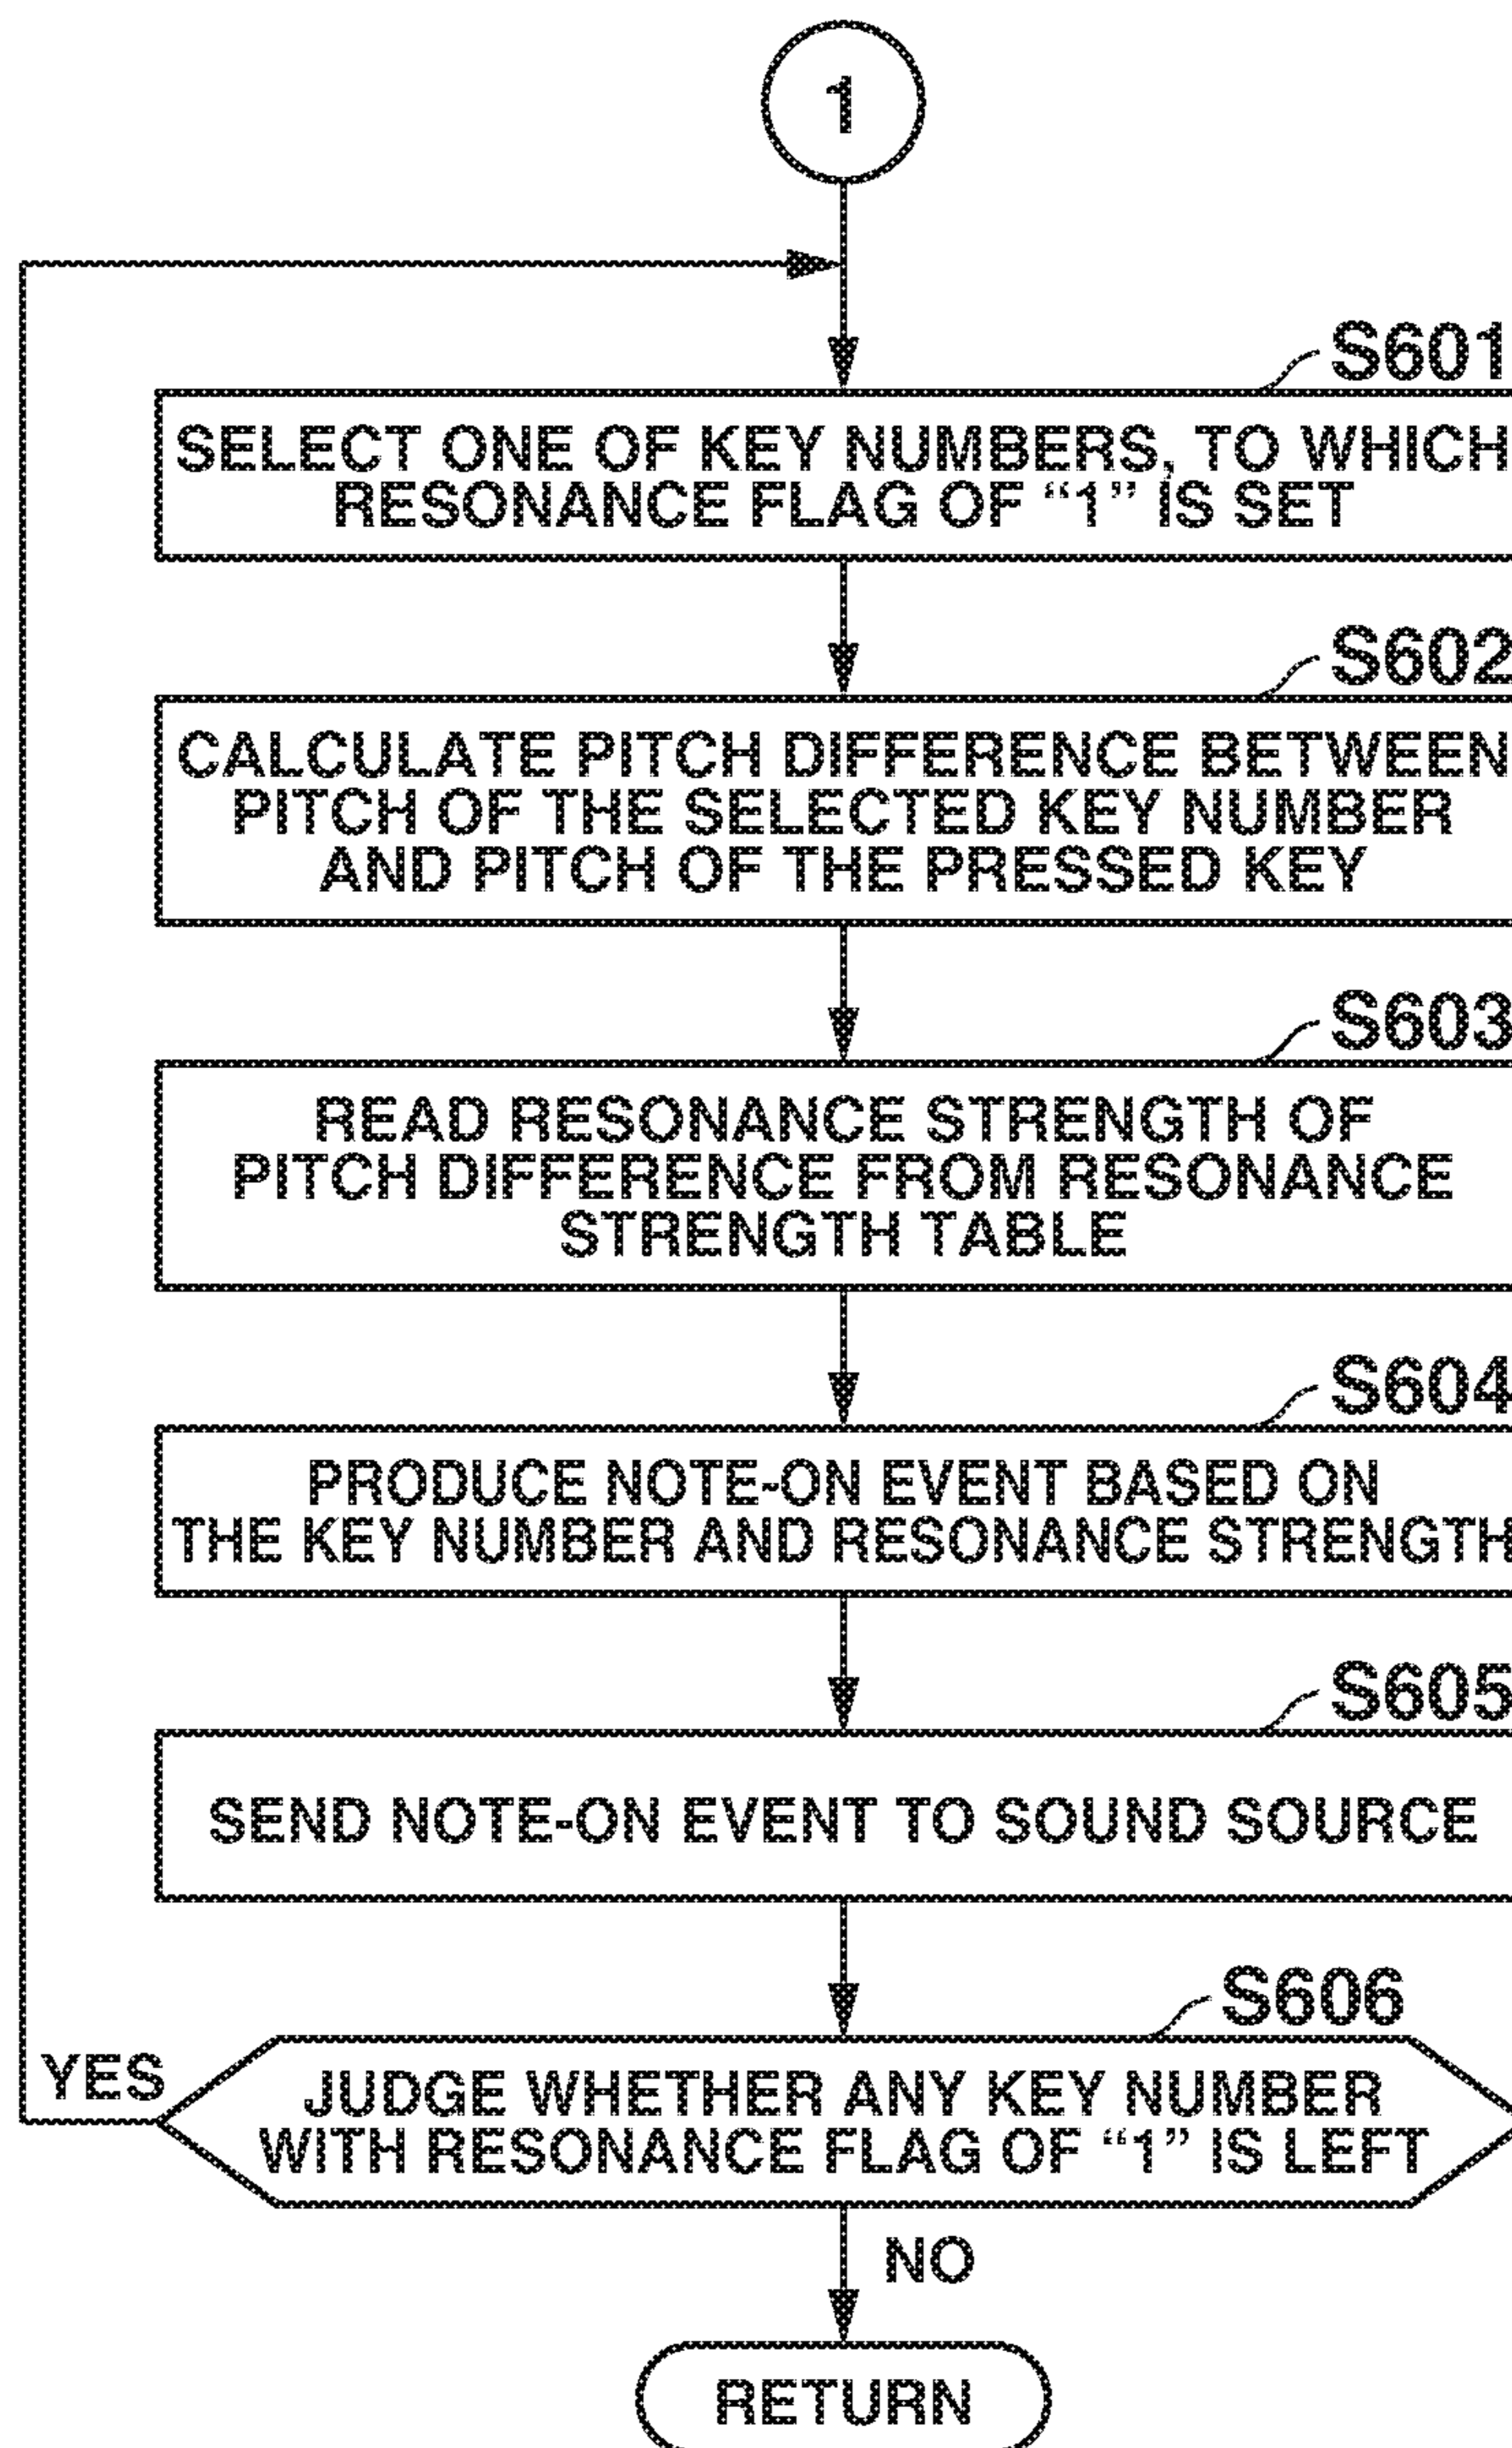 1
S601
SELECT ONE OF KEY NUMBERS, TO WHICH
RESONANCE FLAG OF “1” IS SET
S602
CALCULATE PITCH DIFFERENCE BETWEEN
PITCH OF THE SELECTED KEY NUMBER
AND PITCH OF THE PRESSED KEY
S603
READ RESONANCE STRENGTH OF
PITCH DIFFERENCE FROM RESONANCE
STRENGTH TABLE
S604
PRODUCE NOTE-ON EVENT BASED ON
THE KEY NUMBER AND RESONANCE STRENGTH
S605
SEND NOTE-ON EVENT TO SOUND SOURCE
S606
YES
JUDGE WHETHER ANY KEY NUMBER
WITH RESONANCE FLAG OF “1” IS LEFT
NO
RETURN